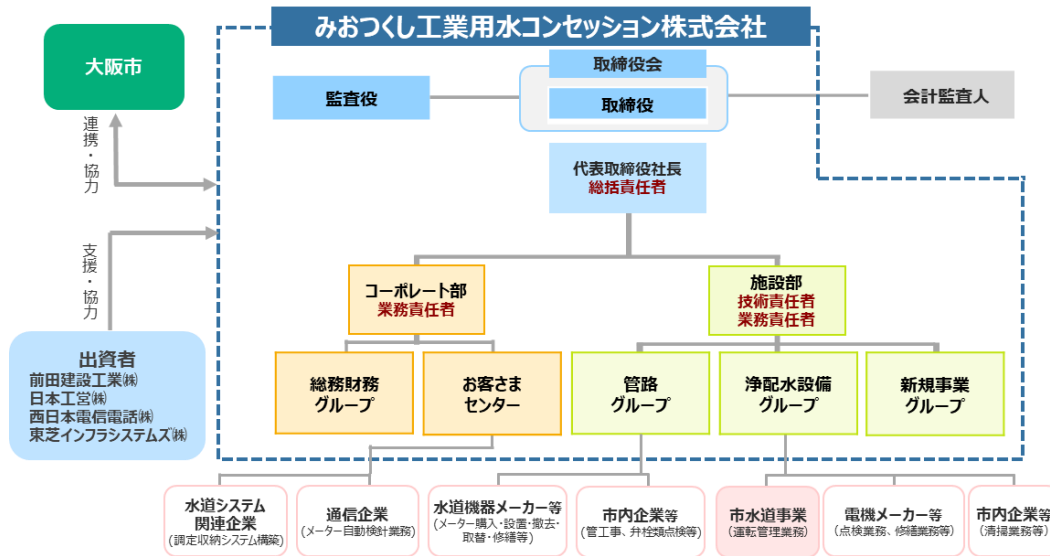 みおつくし工業用水コンセッション株式会社
大阪市
取締役会
監査役
取締役
会計監査人
連携・協力
代表取締役社長
総括責任者
支援・協力
コーポレート部
業務責任者
施設部
技術責任者
業務責任者
出資者
前田建設工業㈱
日本工営㈱
西日本電信電話㈱
東芝インフラシステムズ㈱
総務財務
グループ
お客さま
センター
管路
グループ
浄配水設備
グループ
新規事業
グループ
水道システム
関連企業
(調定収納システム構築)
通信企業
(メーター自動検針業務)
水道機器メーカー等
(メーター購入・設置・撤去・
取替・修繕等)
市内企業等
(管工事、弁栓類点検等)
市水道事業
(運転管理業務)
電機メーカー等
(点検業務、修繕業務等)
市内企業等
(清掃業務等)